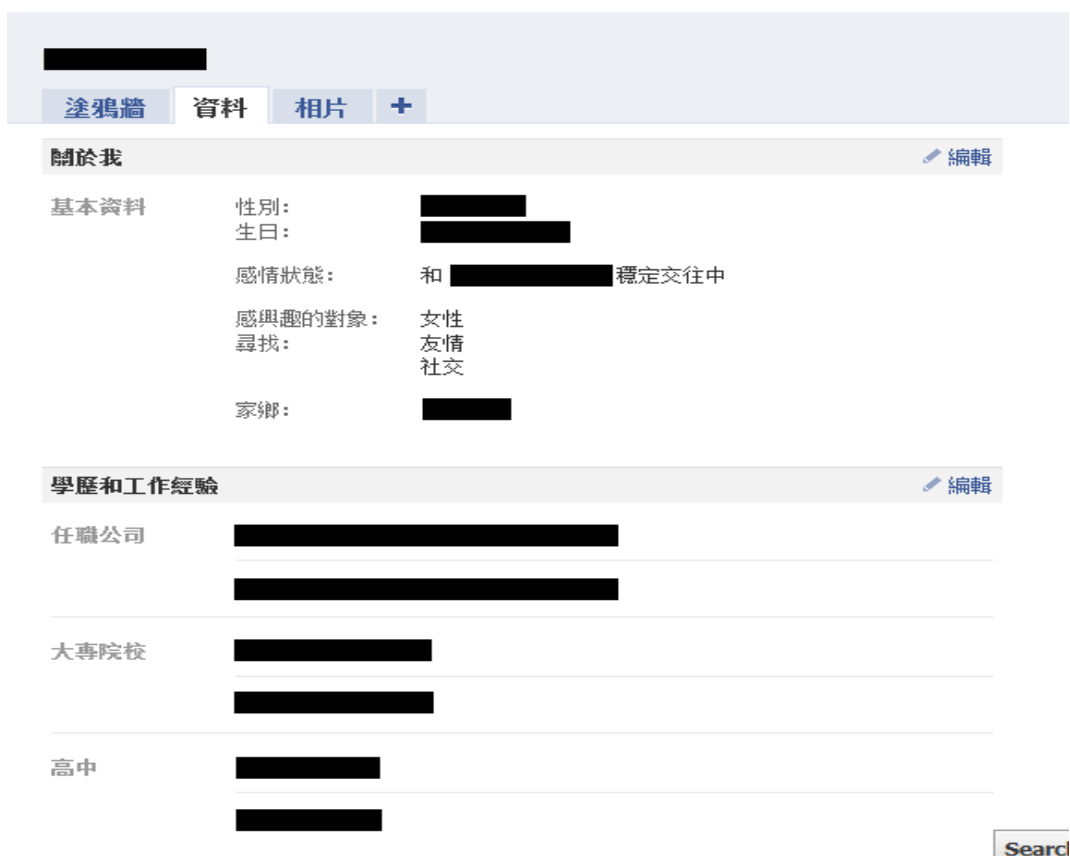 塗鴉牆 資料 相片 +
關於我 編輯
基本資料 性別:
生日:
感情狀態: 和 穩定交往中
感興趣的對象: 女性
尋找: 友情
社交
家鄉:
學歷和工作經驗 編輯
任職公司
大專院校
高中
Search